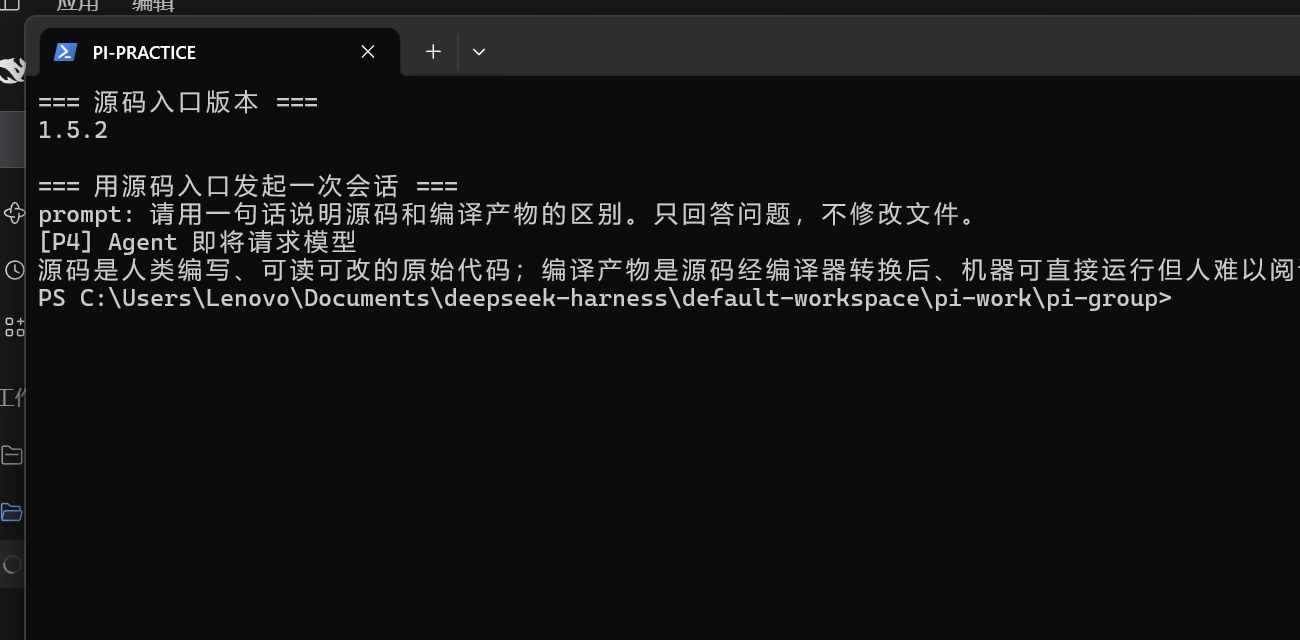 应用 编辑
PI-PRACTICE
=== 源码入口版本 ===
1.5.2
=== 用源码入口发起一次会话 ===
prompt: 请用一句话说明源码和编译产物的区别。只回答问题，不修改文件。
[P4] Agent 即将请求模型
源码是人类编写、可读可改的原始代码；编译产物是源码经编译器转换后、机器可直接运行但人难以阅
PS C:\Users\Lenovo\Documents\deepseek-harness\default-workspace\pi-work\pi-group>
工作